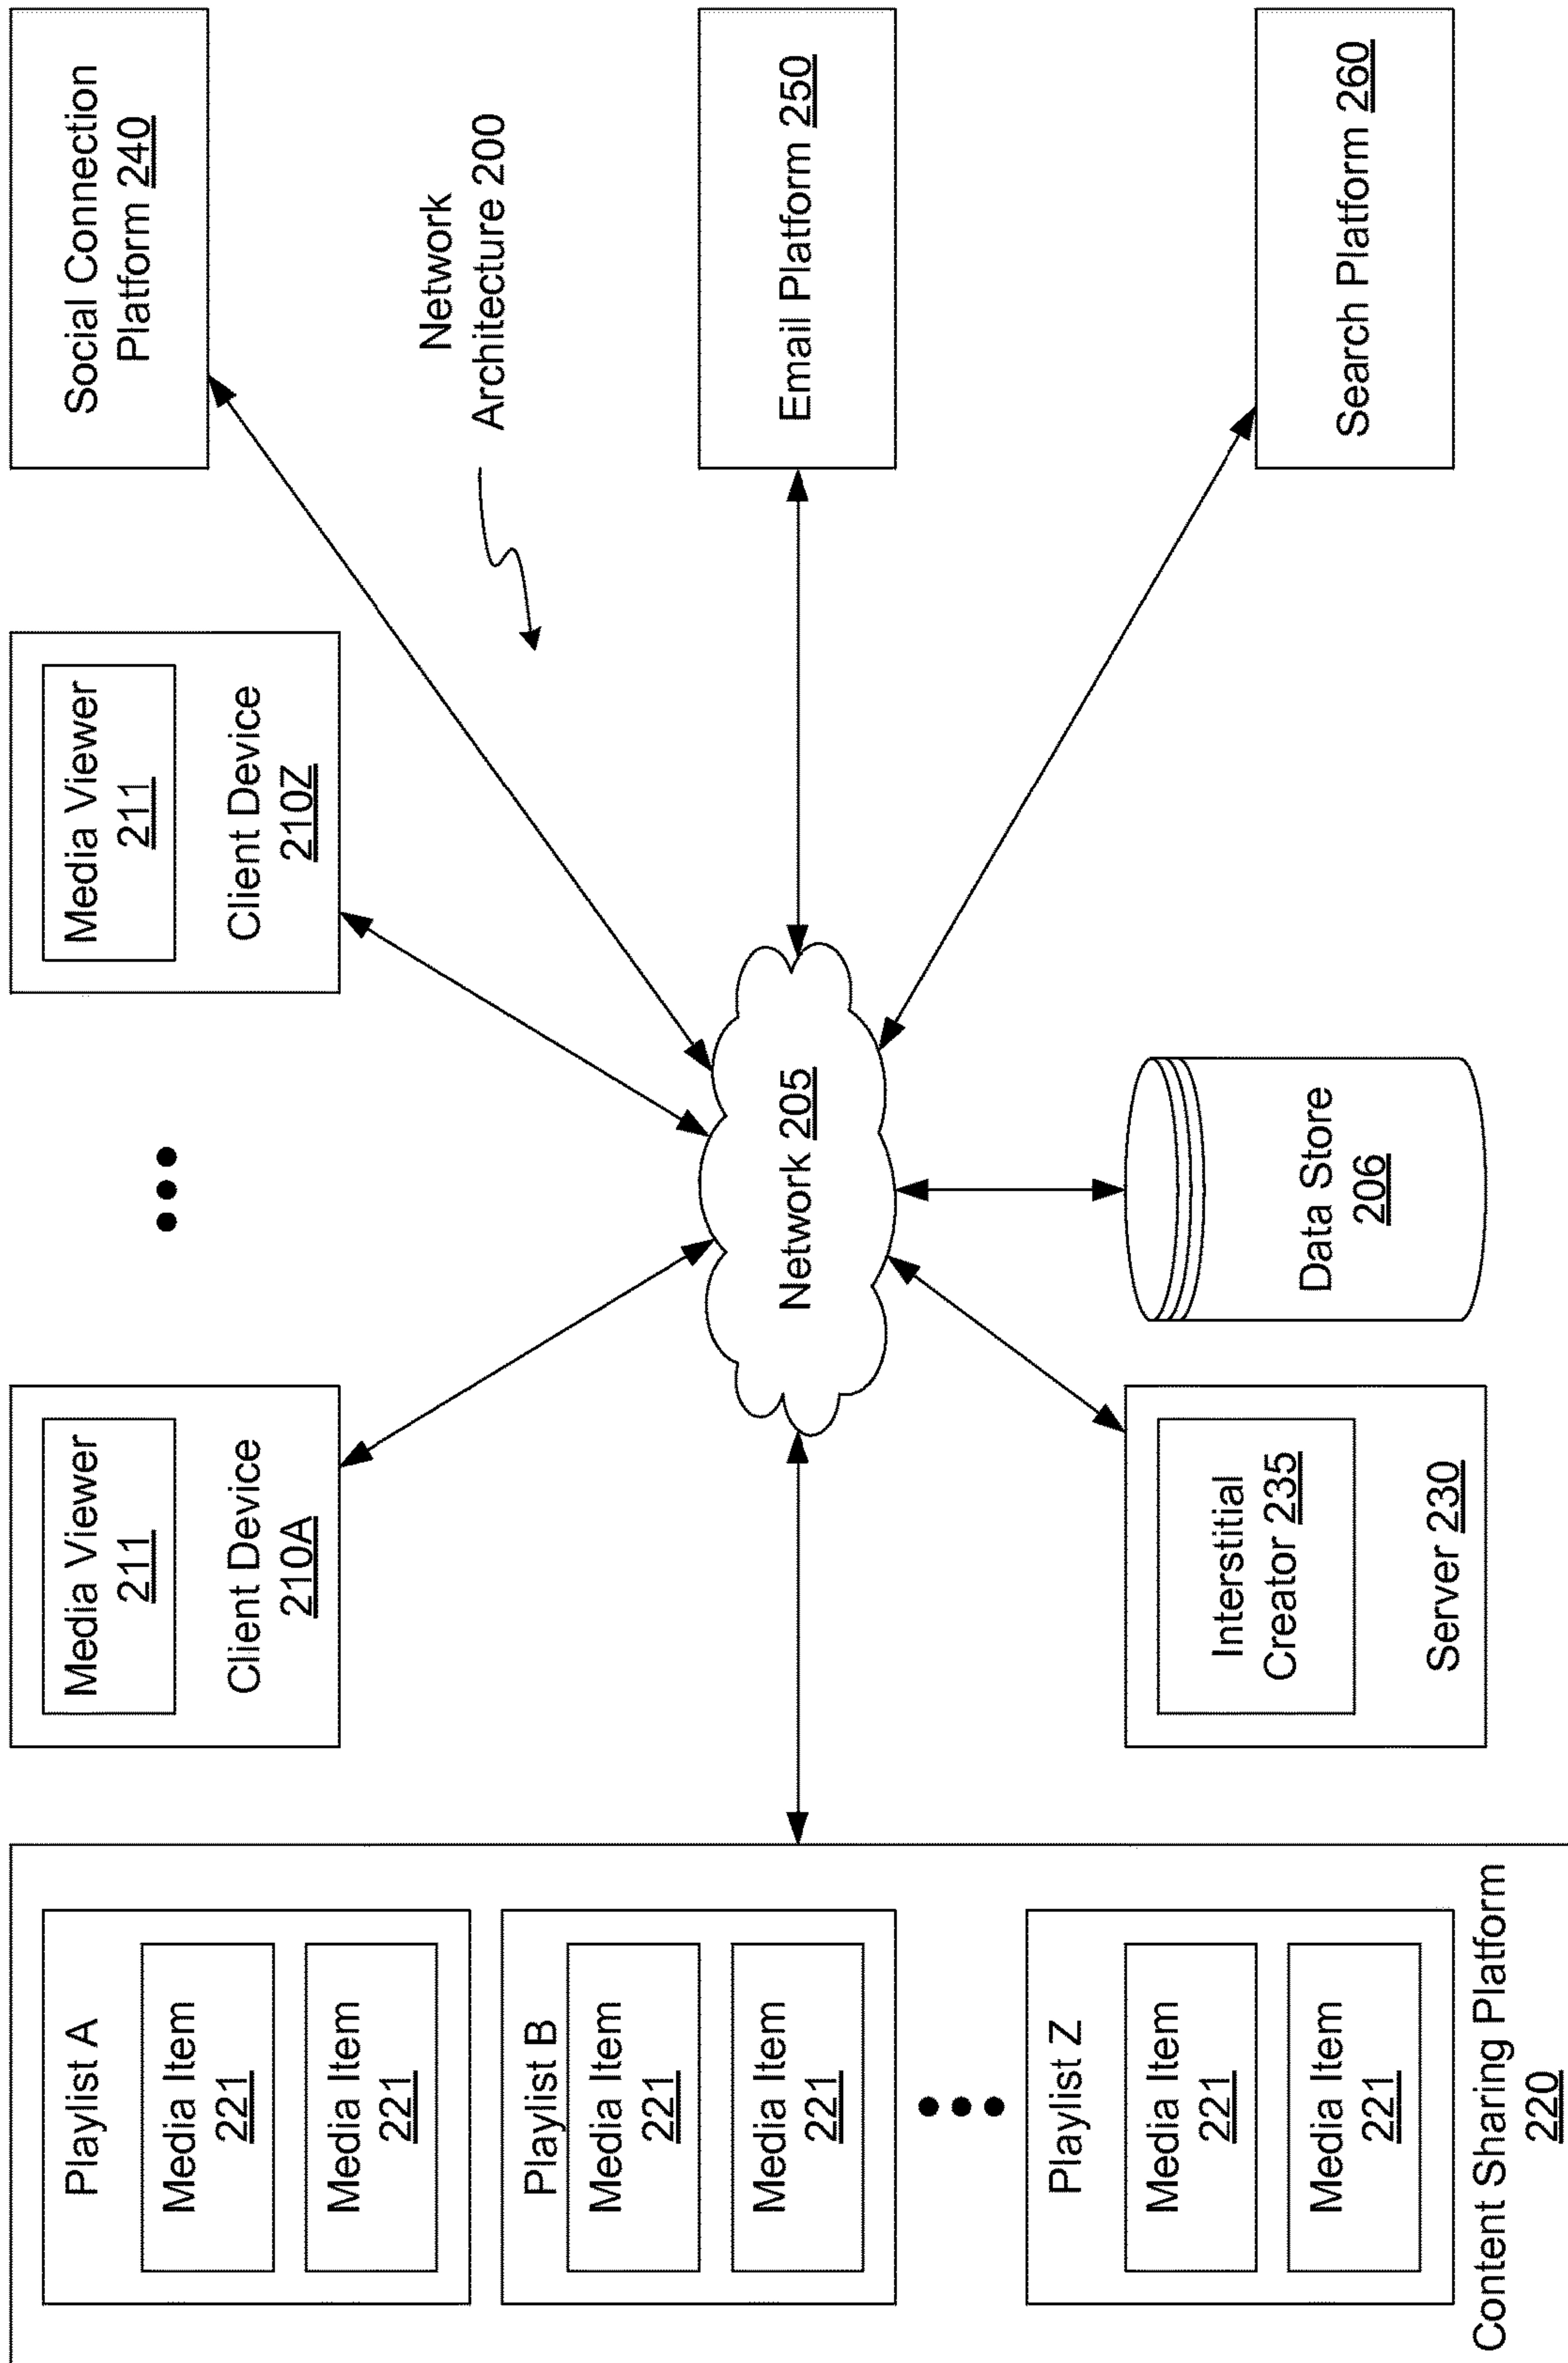 Playlist A
Media Item
221
Media Item
221
Playlist B
Media Item
221
Media Item
221
Playlist Z
Media Item
221
Media Item
221
Content Sharing Platform
220
Media Viewer
211
Client Device
210A
Media Viewer
211
Client Device
210Z
Network 205
Interstitial
Creator 235
Server 230
Data Store
206
Social Connection
Platform 240
Network
Architecture 200
Email Platform 250
Search Platform 260